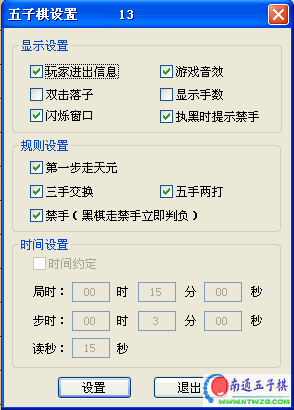 五子棋设置 13
显示设置
玩家进出信息 游戏音效
双击落子 显示手数
闪烁窗口 执黑时提示禁手
规则设置
第一步走天元
三手交换 五手两打
禁手（黑棋走禁手立即判负）
时间设置
时间约定
局时： 00 时 15 分 00 秒
步时： 00 时 3 分 00 秒
读秒： 15 秒
设置 退出
南通五子棋
WWW.NTWZQ.COM